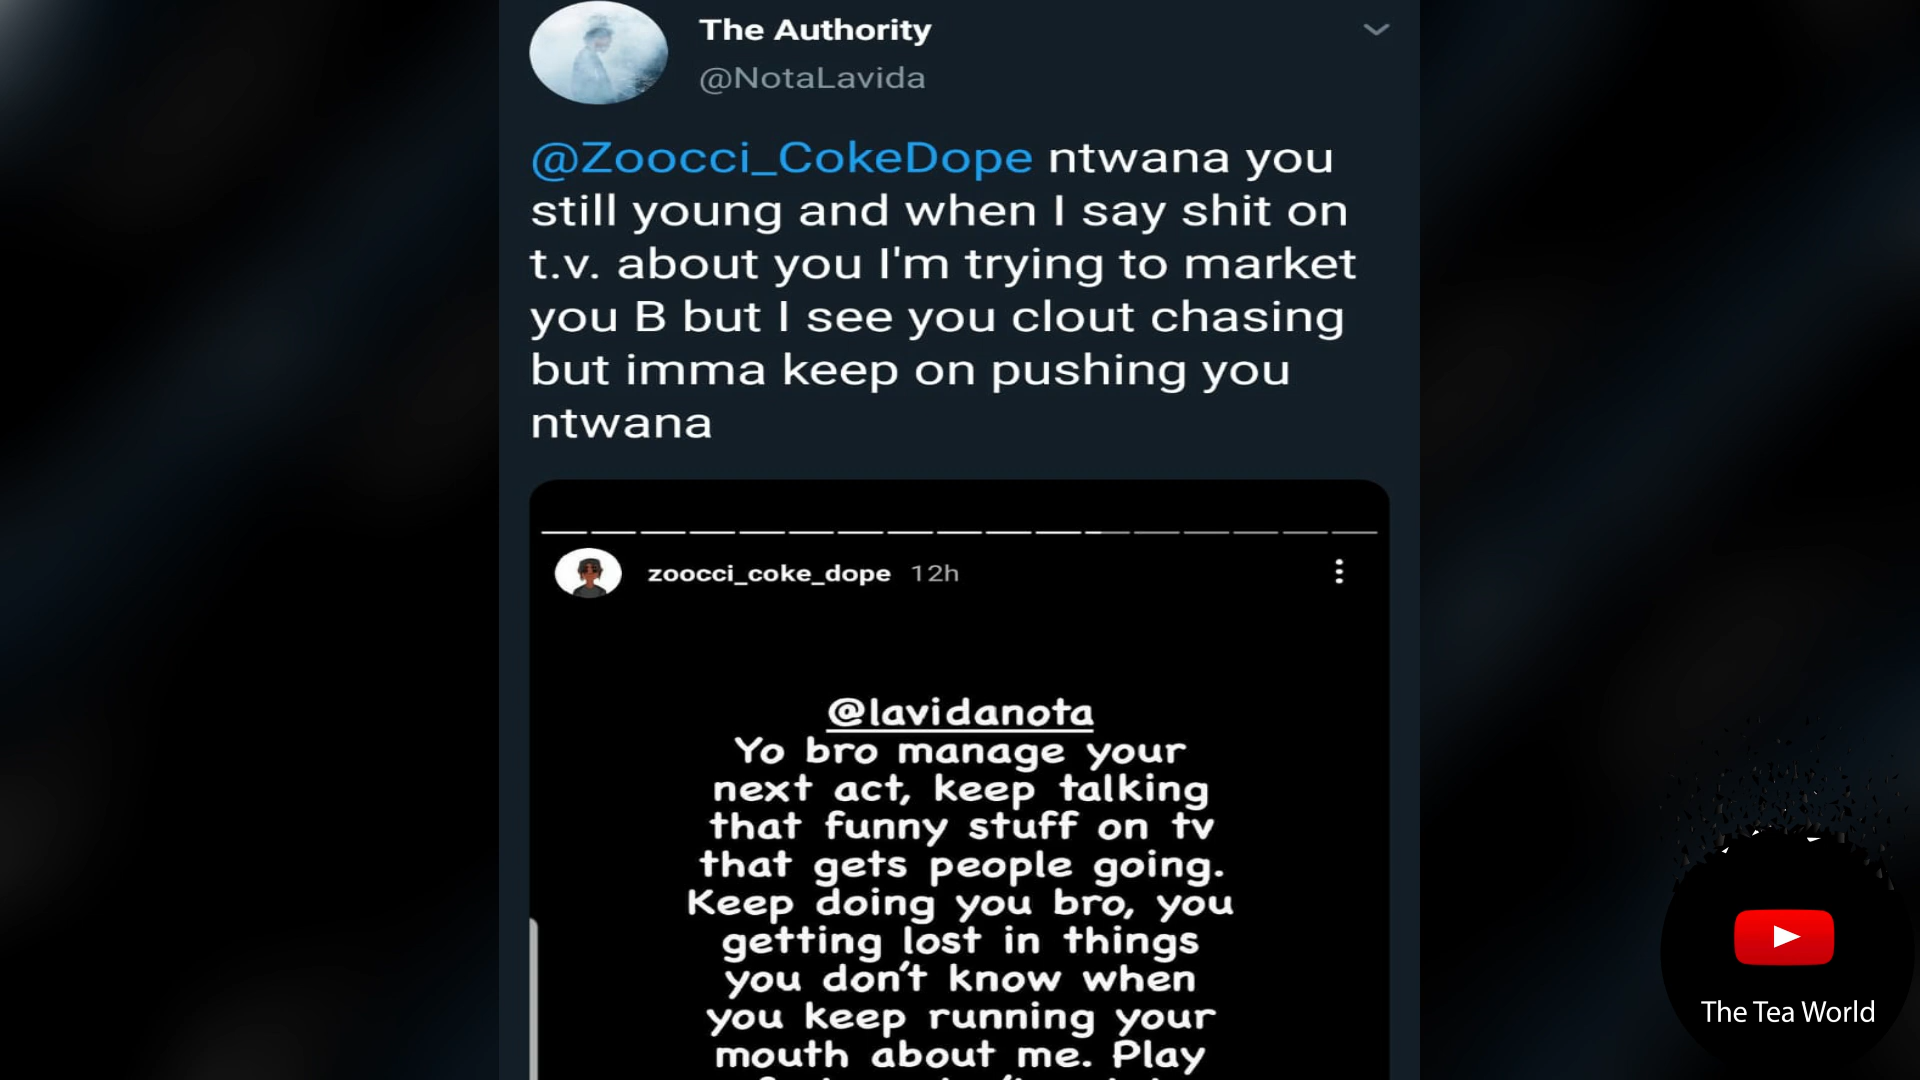 The Authority
@NotaLavida
@Zoocci_CokeDope ntwana you
still young and when I say shit on
t.v. about you I'm trying to market
you B but I see you clout chasing
but imma keep on pushing you
ntwana
zoocci_coke_dope 12h
@lavidanota
Yo bro manage your
next act, keep talking
that funny stuff on tv
that gets people going.
Keep doing you bro, you
getting lost in things
you don't know when
you keep running your
mouth about me. Play
The Tea World